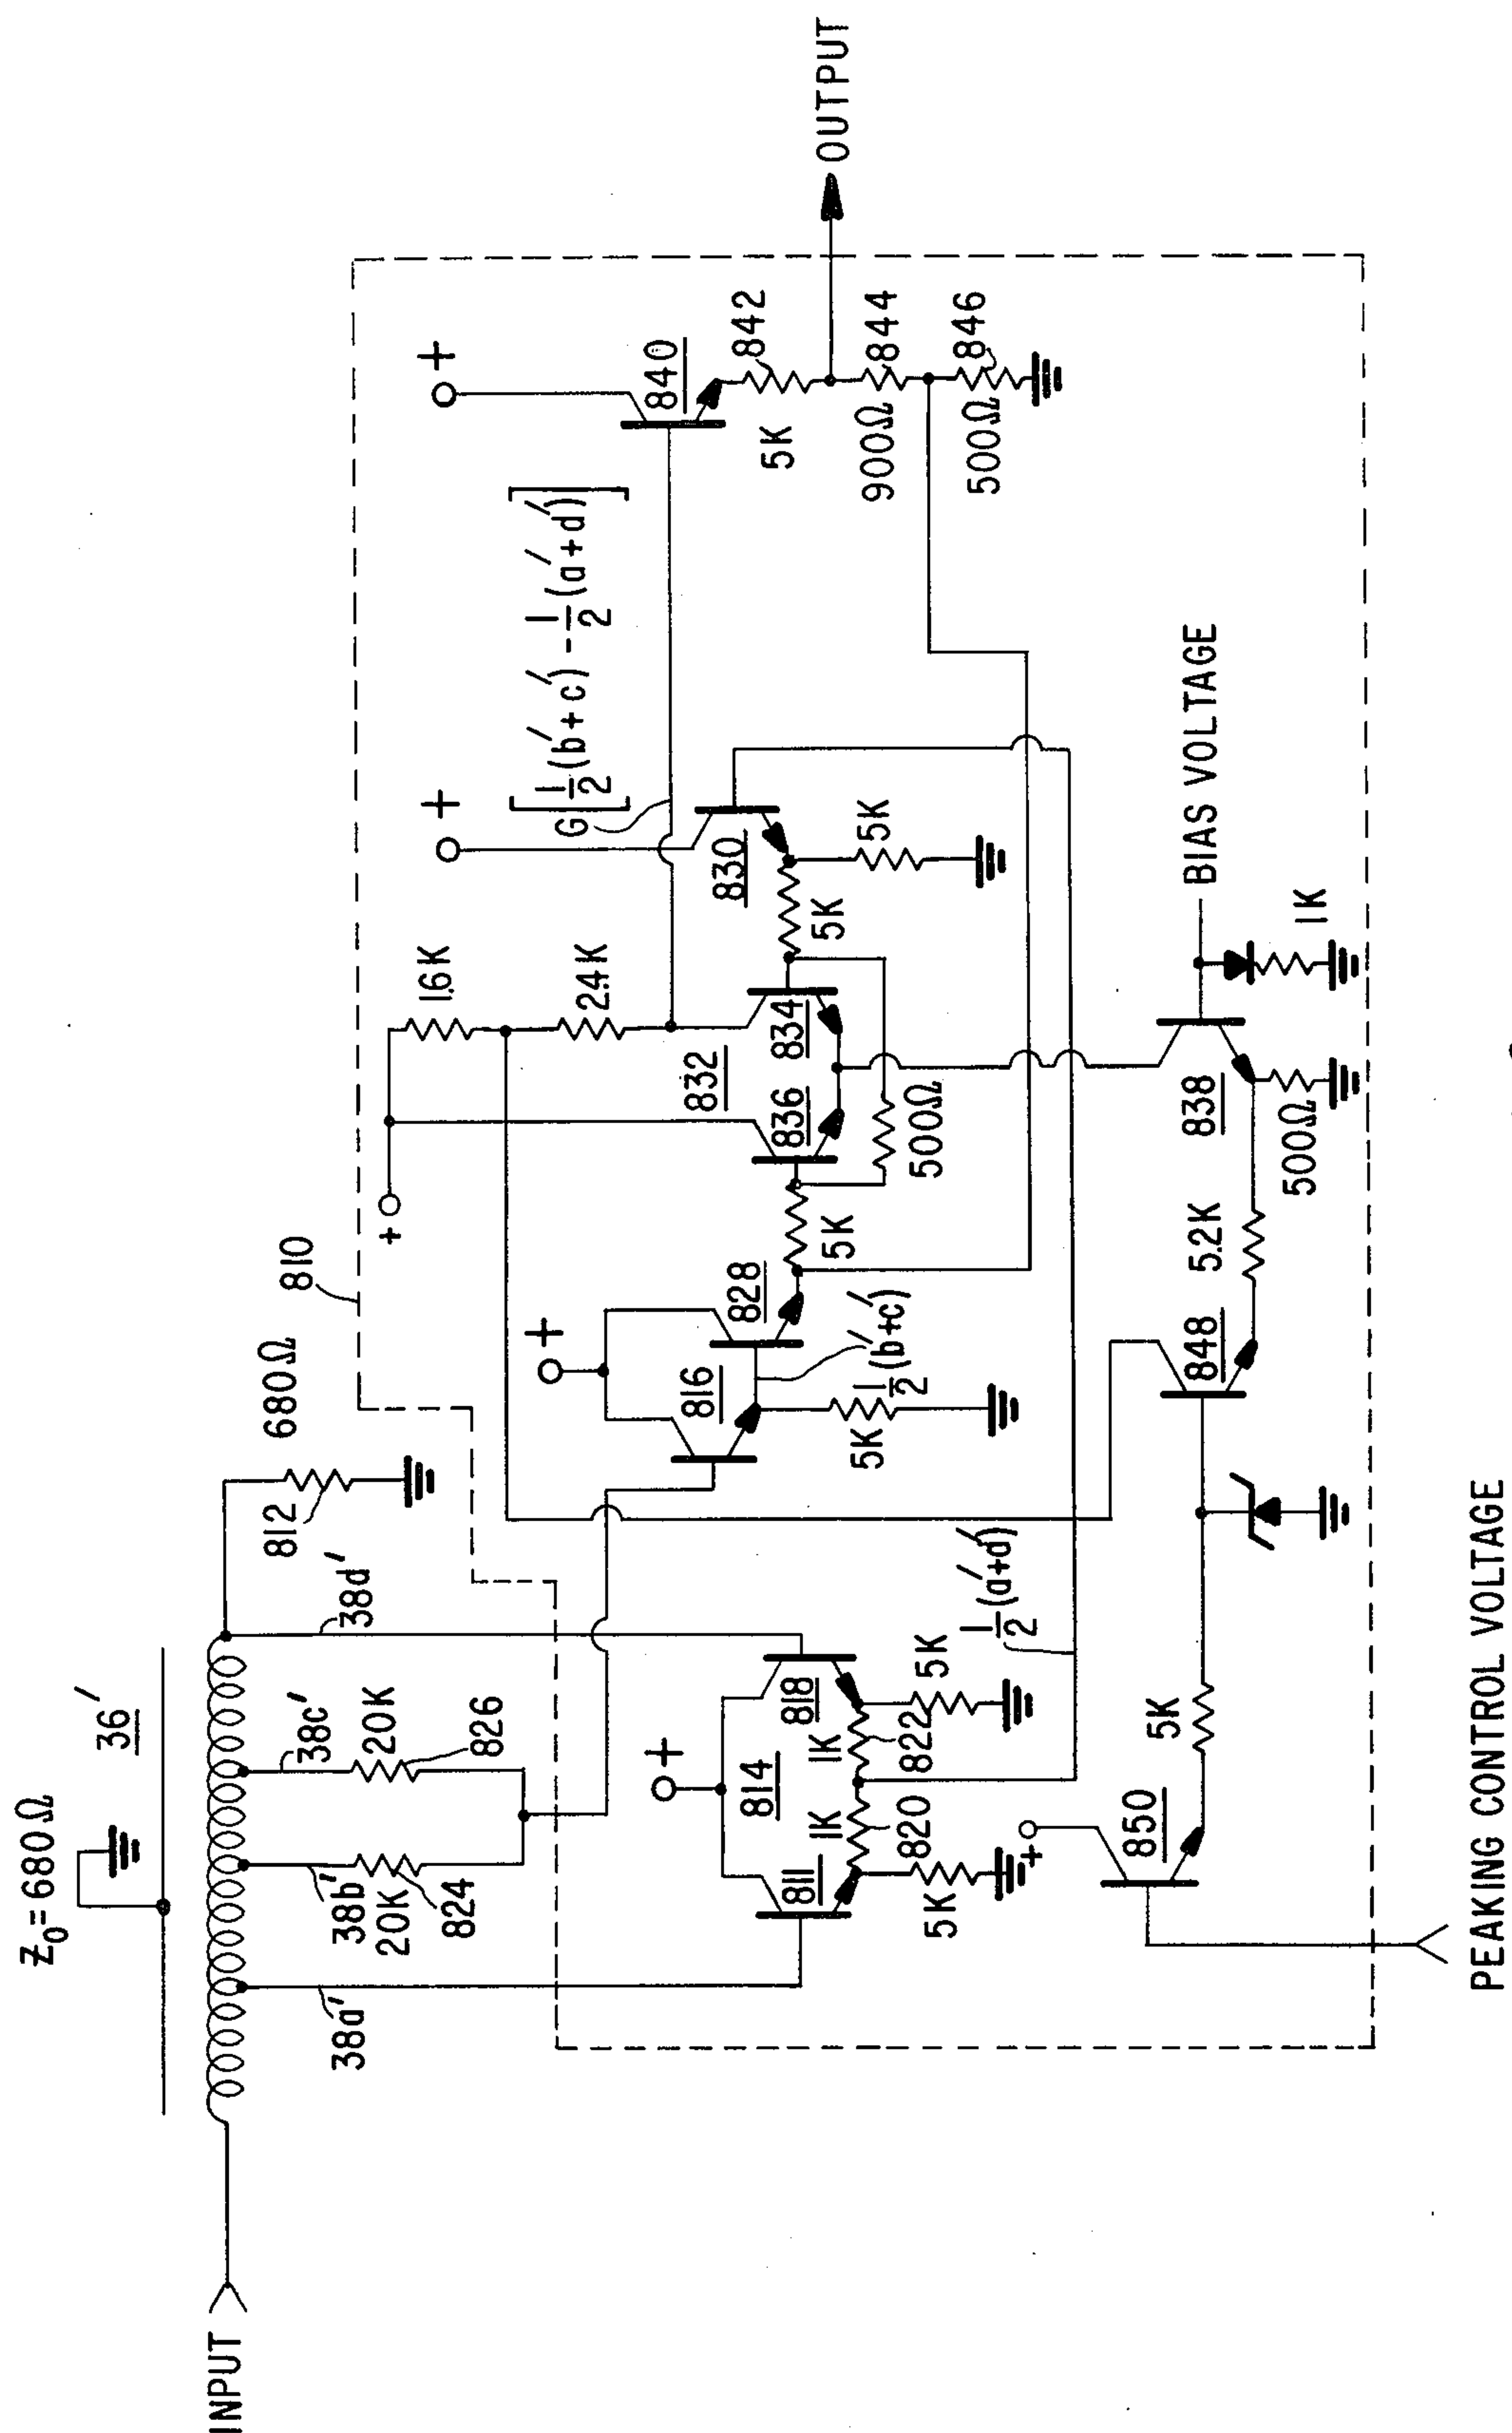 Z₀ = 680Ω
36′
INPUT
38a′
38b′
20K
824
38c′
20K
826
38d′
812
680Ω
810
811
814
818
1K
820
1K
822
5K
5K
½(a′+d′)
816
828
5K
½(b′+c′)
+
+
+
5K
832
836
834
500Ω
1.6K
2.4K
5K
830
5K
+
G[½(b′+c′) − ½(a′+d′)]
+
840
5K
842
900Ω
844
500Ω
846
OUTPUT
+
850
5K
848
5.2K
838
500Ω
1K
BIAS VOLTAGE
PEAKING CONTROL VOLTAGE